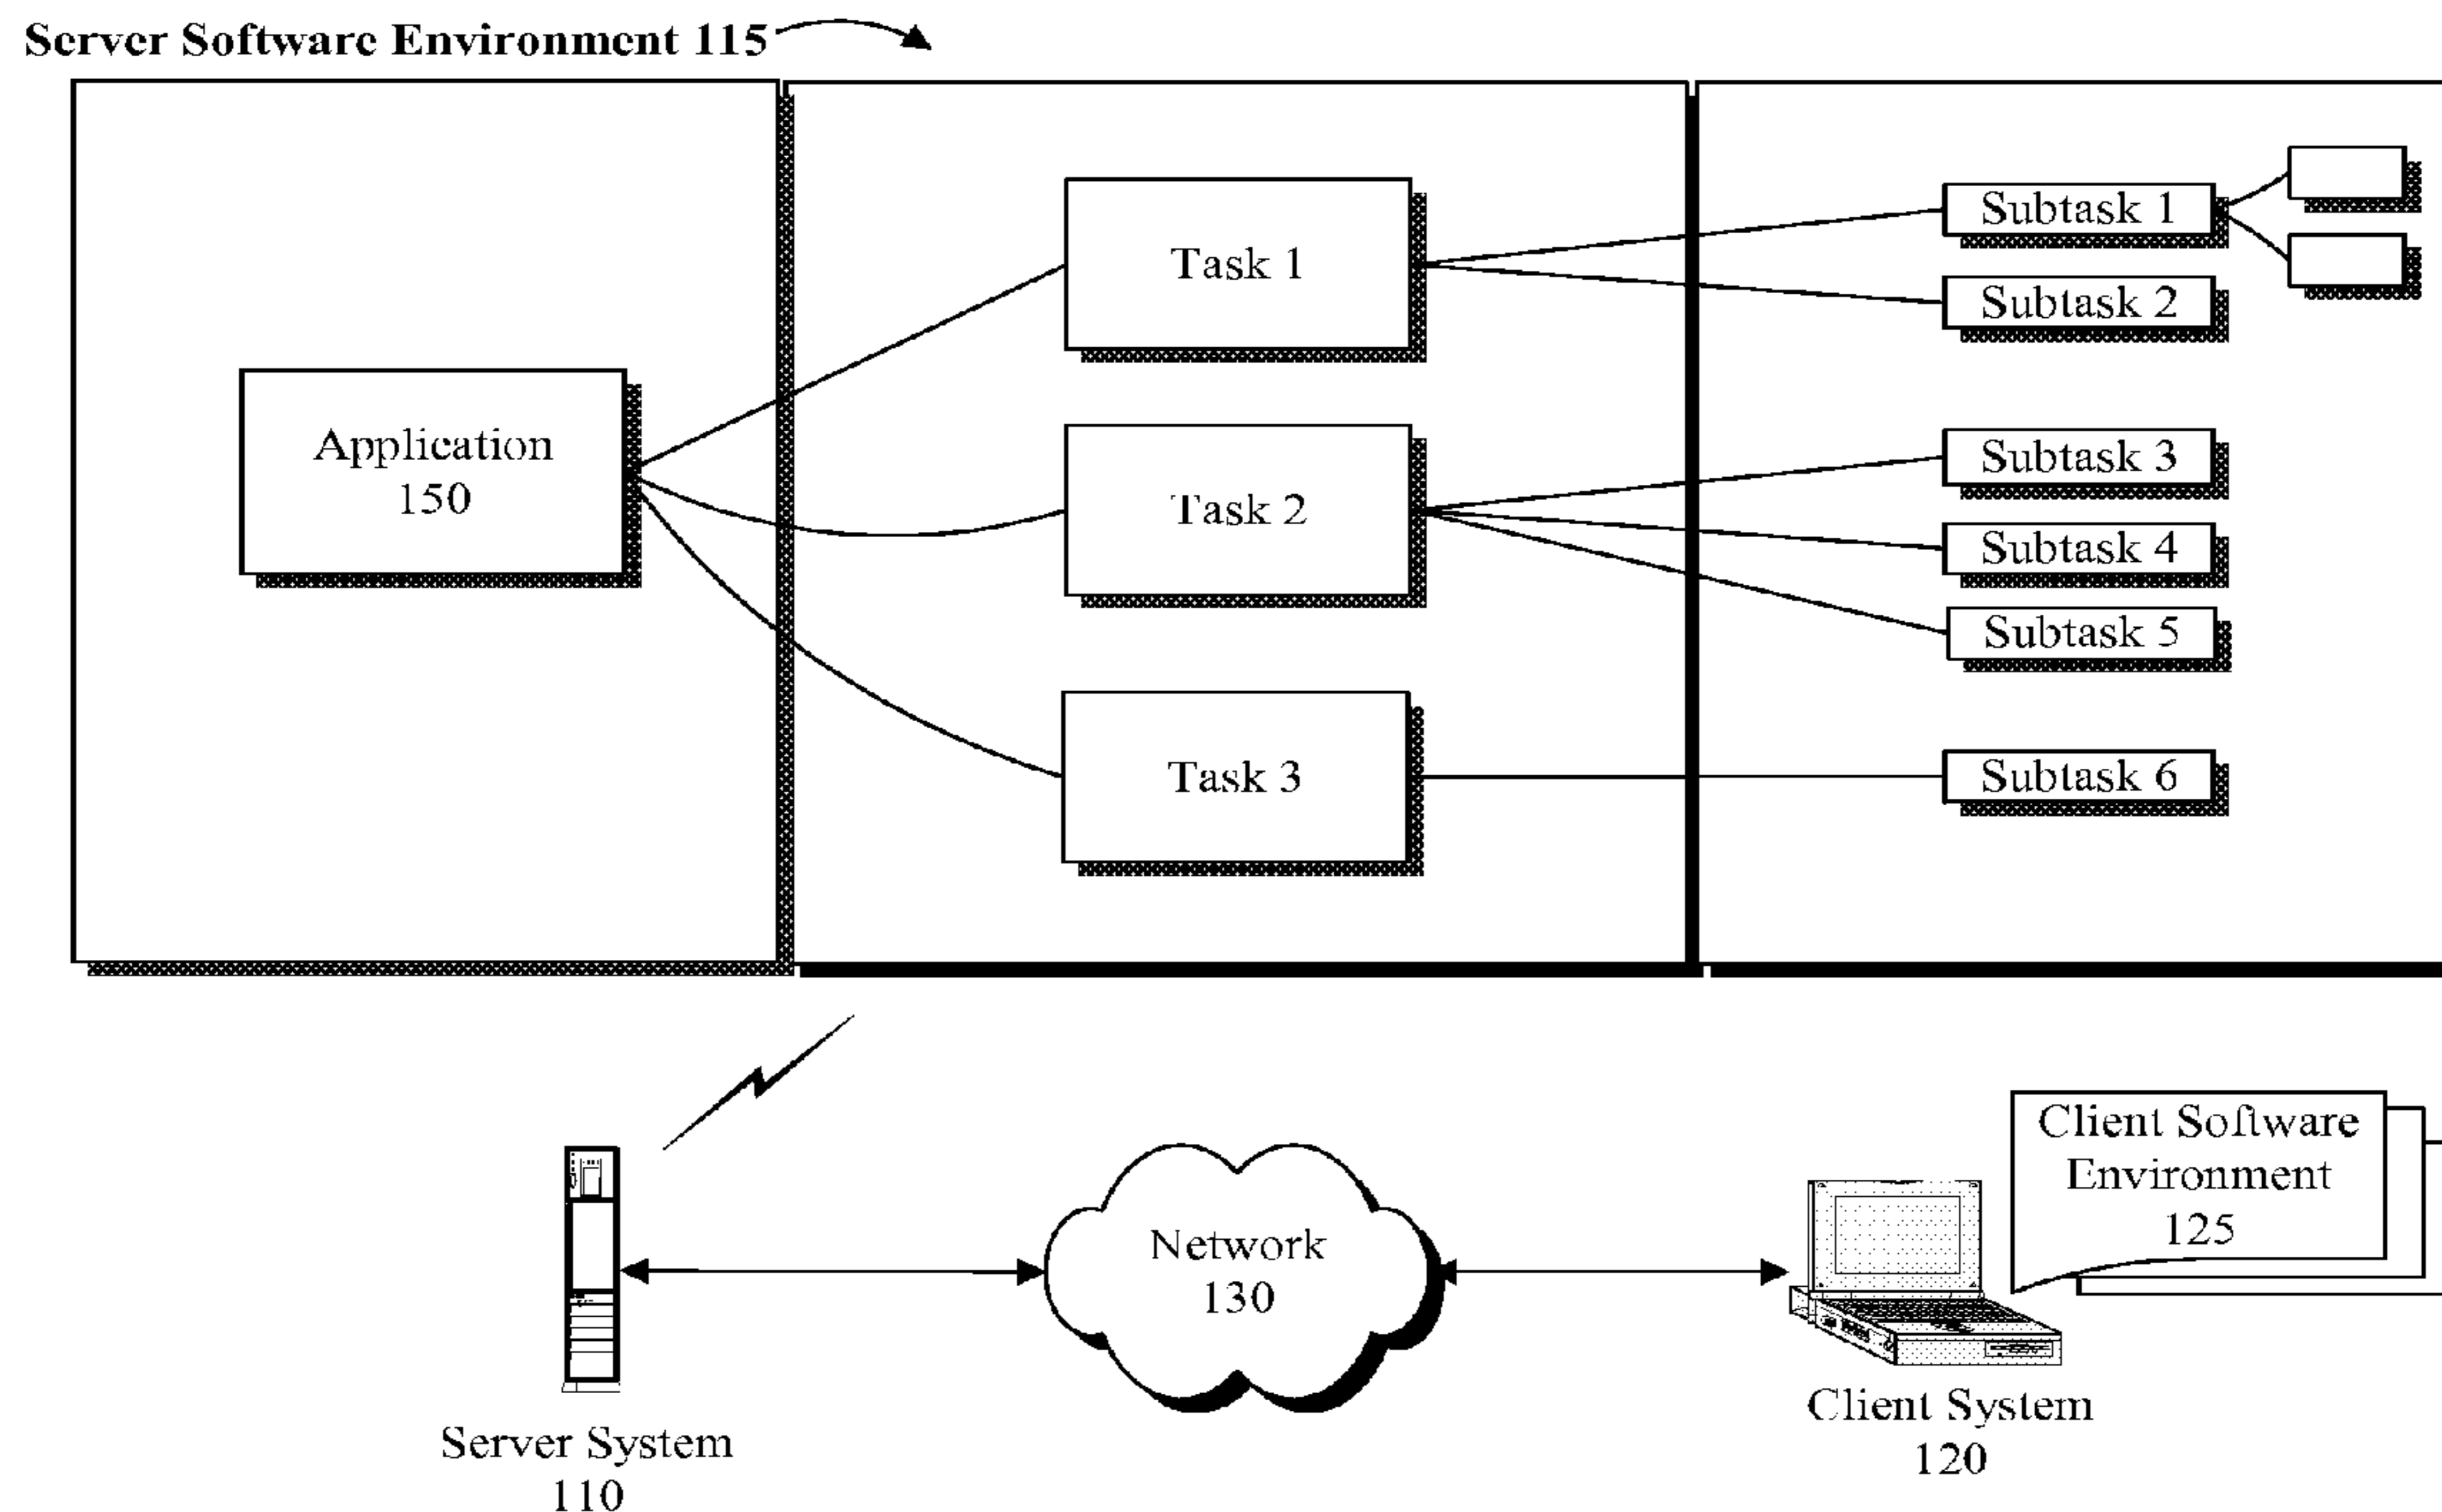 Server Software Environment 115
Application
150
Task 1
Task 2
Task 3
Subtask 1
Subtask 2
Subtask 3
Subtask 4
Subtask 5
Subtask 6
Server System
110
Network
130
Client Software
Environment
125
Client System
120